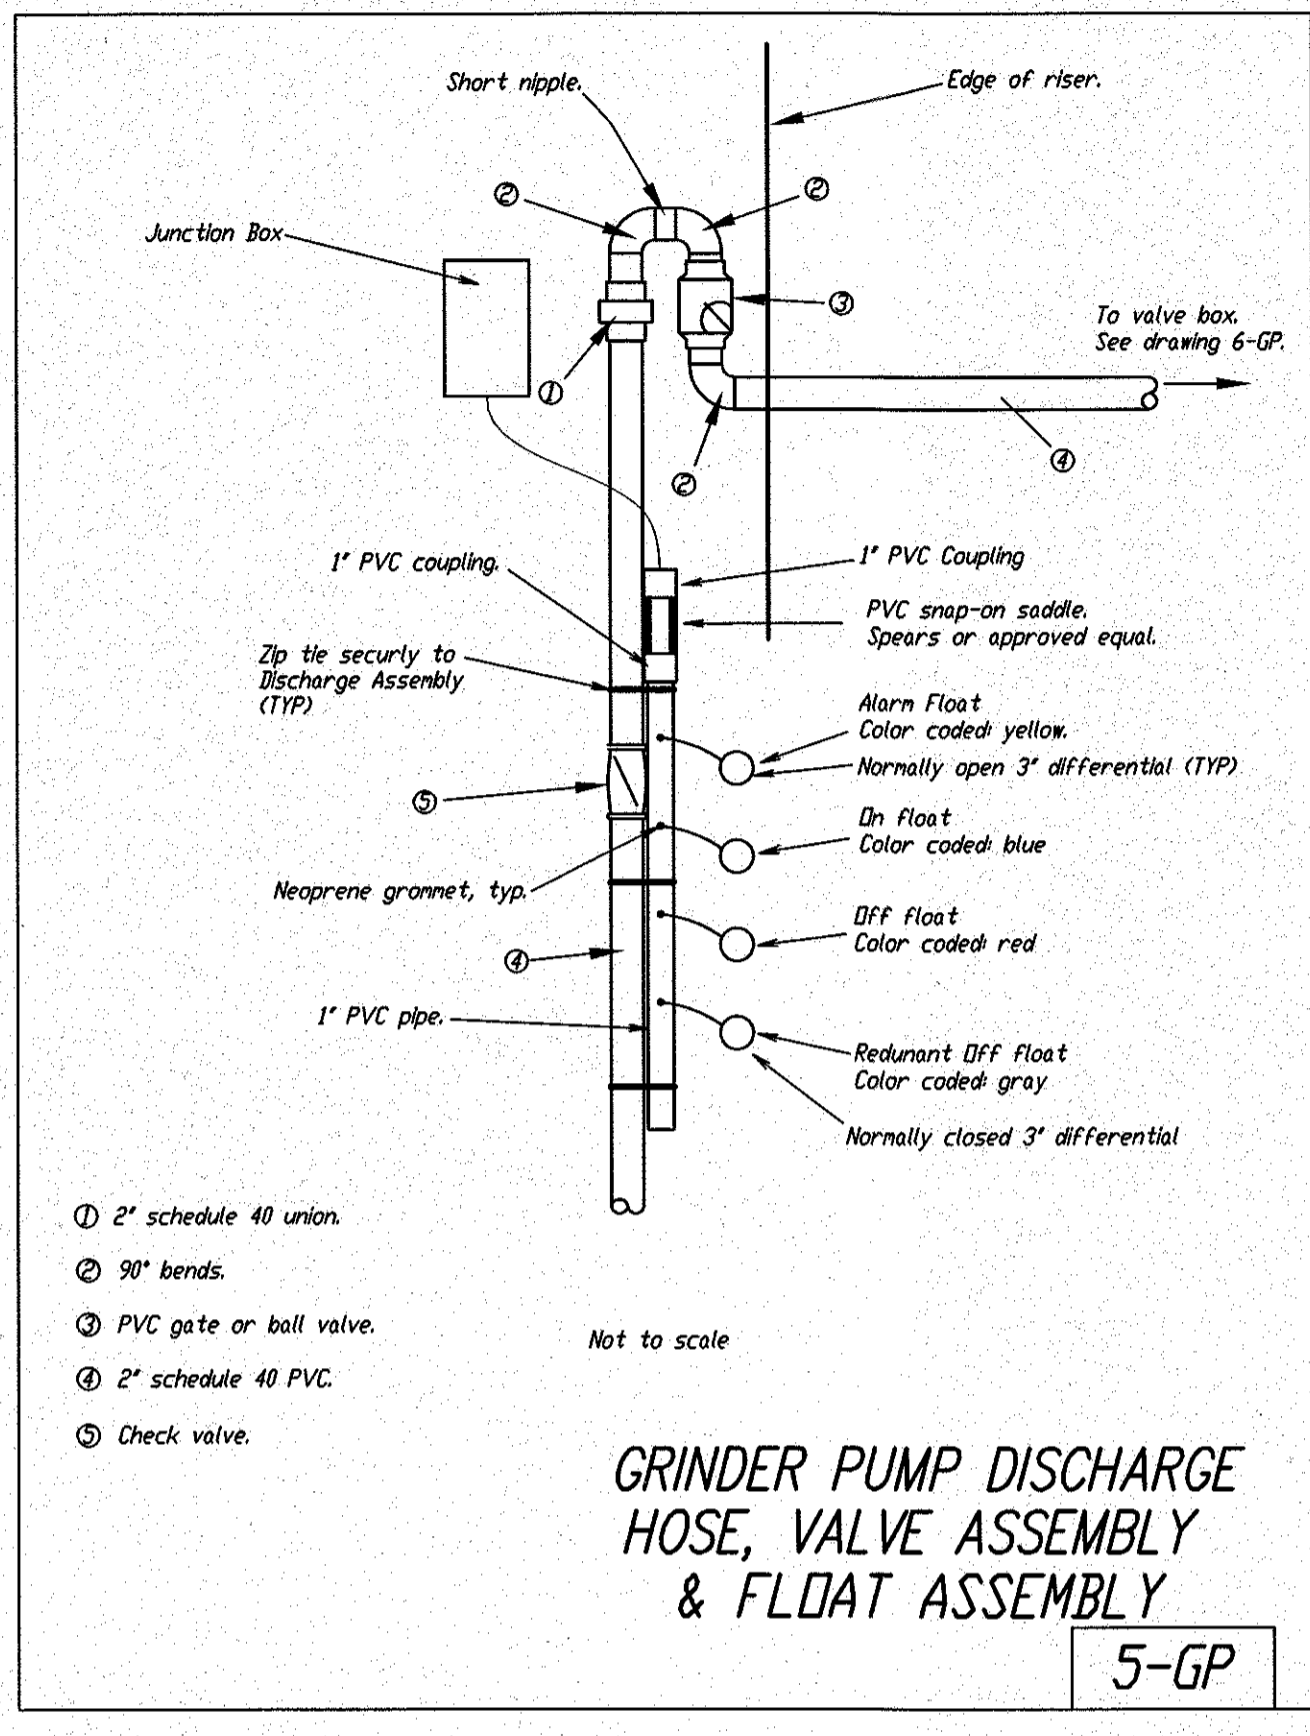 Short nipple.
Edge of riser.
②
②
Junction Box
③
To valve box.
See drawing 6-GP.
①
②
④
1" PVC coupling.
1" PVC Coupling
PVC snap-on saddle.
Spears or approved equal.
Zip tie securly to
Discharge Assembly
(TYP)
Alarm Float
Color coded: yellow.
Normally open 3" differential (TYP)
⑤
On float
Color coded: blue
Neoprene grommet, typ.
Off float
Color coded: red
④
1" PVC pipe.
Redunant Off float
Color coded: gray
Normally closed 3" differential
① 2" schedule 40 union.
② 90° bends.
③ PVC gate or ball valve.
④ 2" schedule 40 PVC.
⑤ Check valve.
Not to scale
GRINDER PUMP DISCHARGE
HOSE, VALVE ASSEMBLY
& FLOAT ASSEMBLY
5-GP